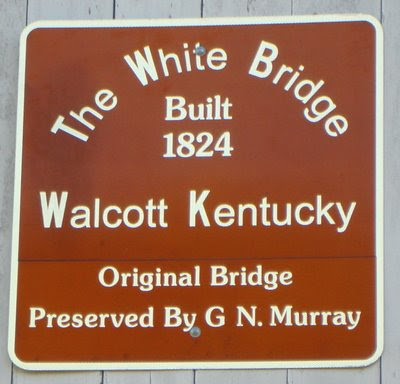 The White Bridge
Built
1824
Walcott Kentucky
Original Bridge
Preserved By G N. Murray